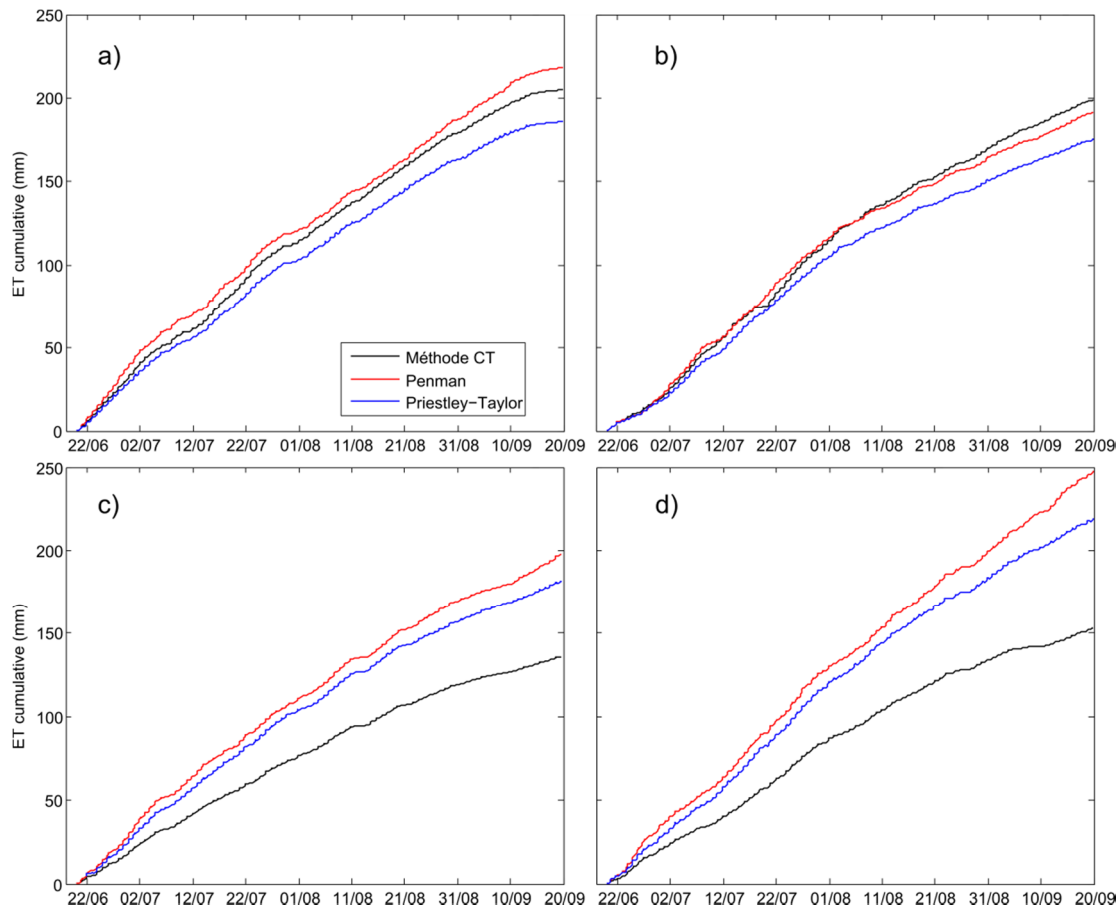 a)
b)
ET cumulative (mm)
250
200
150
100
50
0
Méthode CT
Penman
Priestley−Taylor
22/06 02/07 12/07 22/07 01/08 11/08 21/08 31/08 10/09 20/09
22/06 02/07 12/07 22/07 01/08 11/08 21/08 31/08 10/09 20/09
c)
d)
ET cumulative (mm)
250
200
150
100
50
0
22/06 02/07 12/07 22/07 01/08 11/08 21/08 31/08 10/09 20/09
22/06 02/07 12/07 22/07 01/08 11/08 21/08 31/08 10/09 20/09